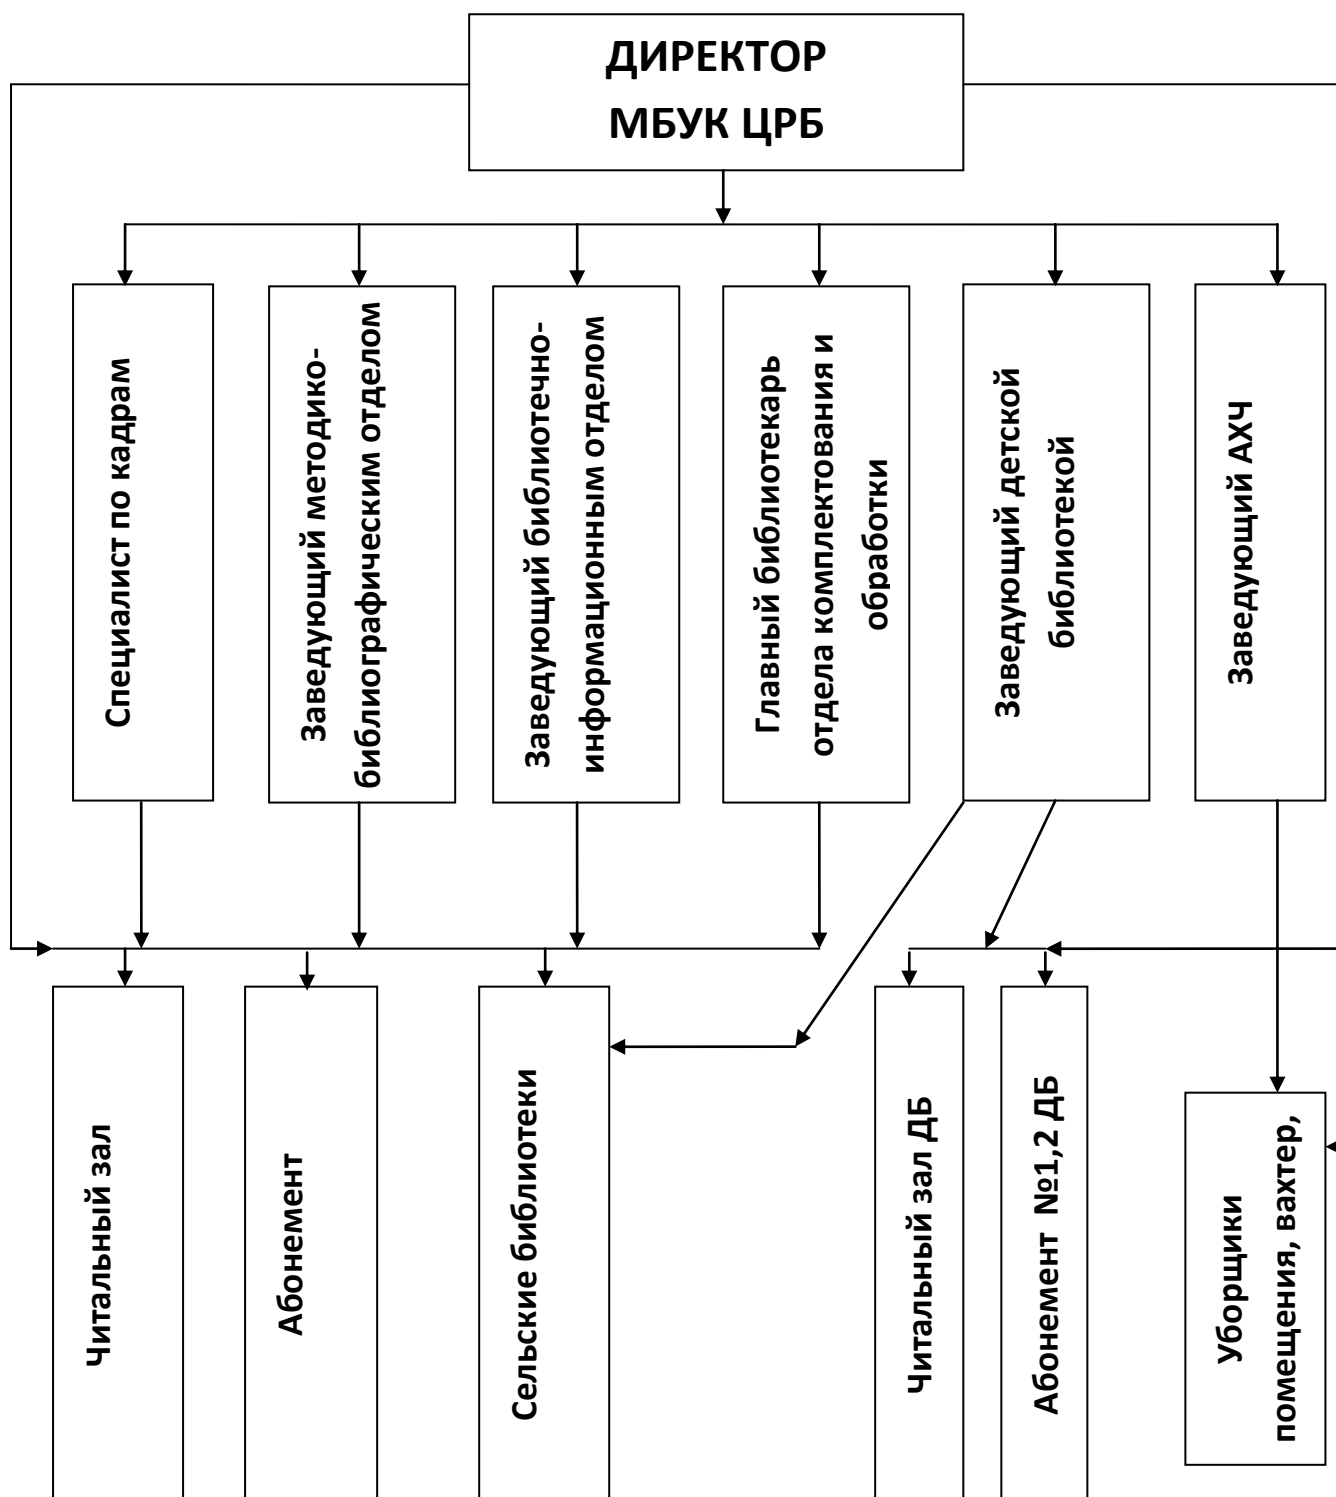 ДИРЕКТОР
МБУК ЦРБ
Специалист по кадрам
Заведующий методико-
библиографическим отделом
Заведующий библиотечно-
информационным отделом
Главный библиотекарь
отдела комплектования и
обработки
Заведующий детской
библиотекой
Заведующий АХЧ
Читальный зал
Абонемент
Сельские библиотеки
Читальный зал ДБ
Абонемент №1,2 ДБ
Уборщики
помещения, вахтер,